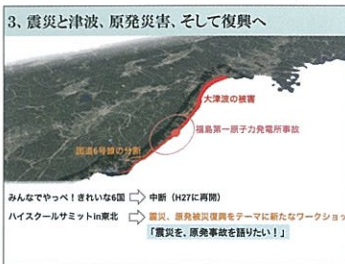 3、震災と津波、原発災害、そして復興へ
大津波の被害
福島第一原子力発電所事故
国道6号線の分割
みんなでやっぺ！きれいな6国 ⇨ 中断（H27に再開）
ハイスクールサミットin東北 ⇨ 震災、原発被災復興をテーマに新たなワークショッ
「震災を、原発事故を語りたい！」